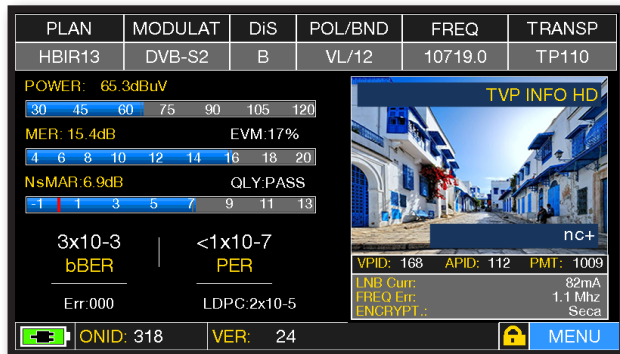 PLAN MODULAT DiS POL/BND FREQ TRANSP
HBIR13 DVB-S2 B VL/12 10719.0 TP110
POWER: 65.3dBuV
30 45 60 75 90 105 120
MER: 15.4dB EVM:17%
4 6 8 10 12 14 16 18 20
NsMAR:6.9dB QLY:PASS
-1 1 3 5 7 9 11 13
3x10-3 <1x10-7
bBER PER
Err:000 LDPC:2x10-5
TVP INFO HD
nc+
VPID: 168 APID: 112 PMT: 1009
LNB Curr: 82mA
FREQ Err: 1.1 Mhz
ENCRYPT.: Seca
ONID: 318 VER: 24 MENU